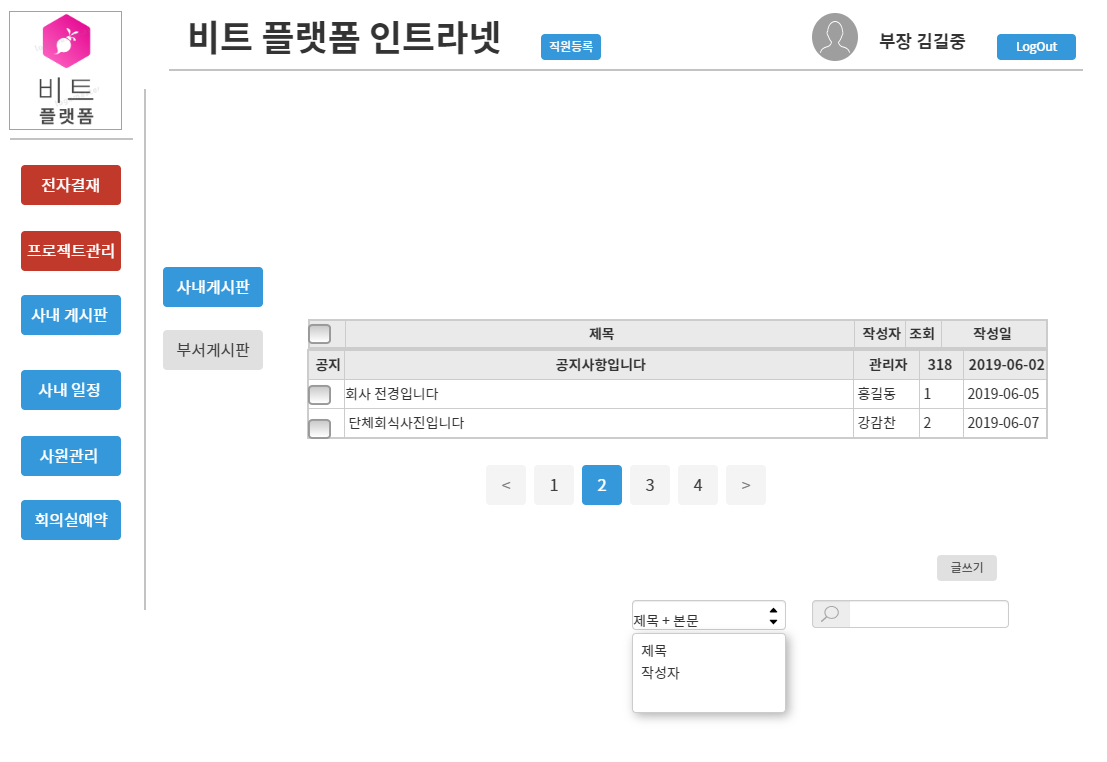 비트 플랫폼 인트라넷
직원등록
부장 김길중
LogOut
비트
플랫폼
전자결재
프로젝트관리
사내 게시판
사내 일정
사원관리
회의실예약
사내게시판
부서게시판
제목 작성자 조회 작성일
공지 공지사항입니다 관리자 318 2019-06-02
회사 전경입니다 홍길동 1 2019-06-05
단체회식사진입니다 강감찬 2 2019-06-07
< 1 2 3 4 >
글쓰기
제목 + 본문
제목
작성자